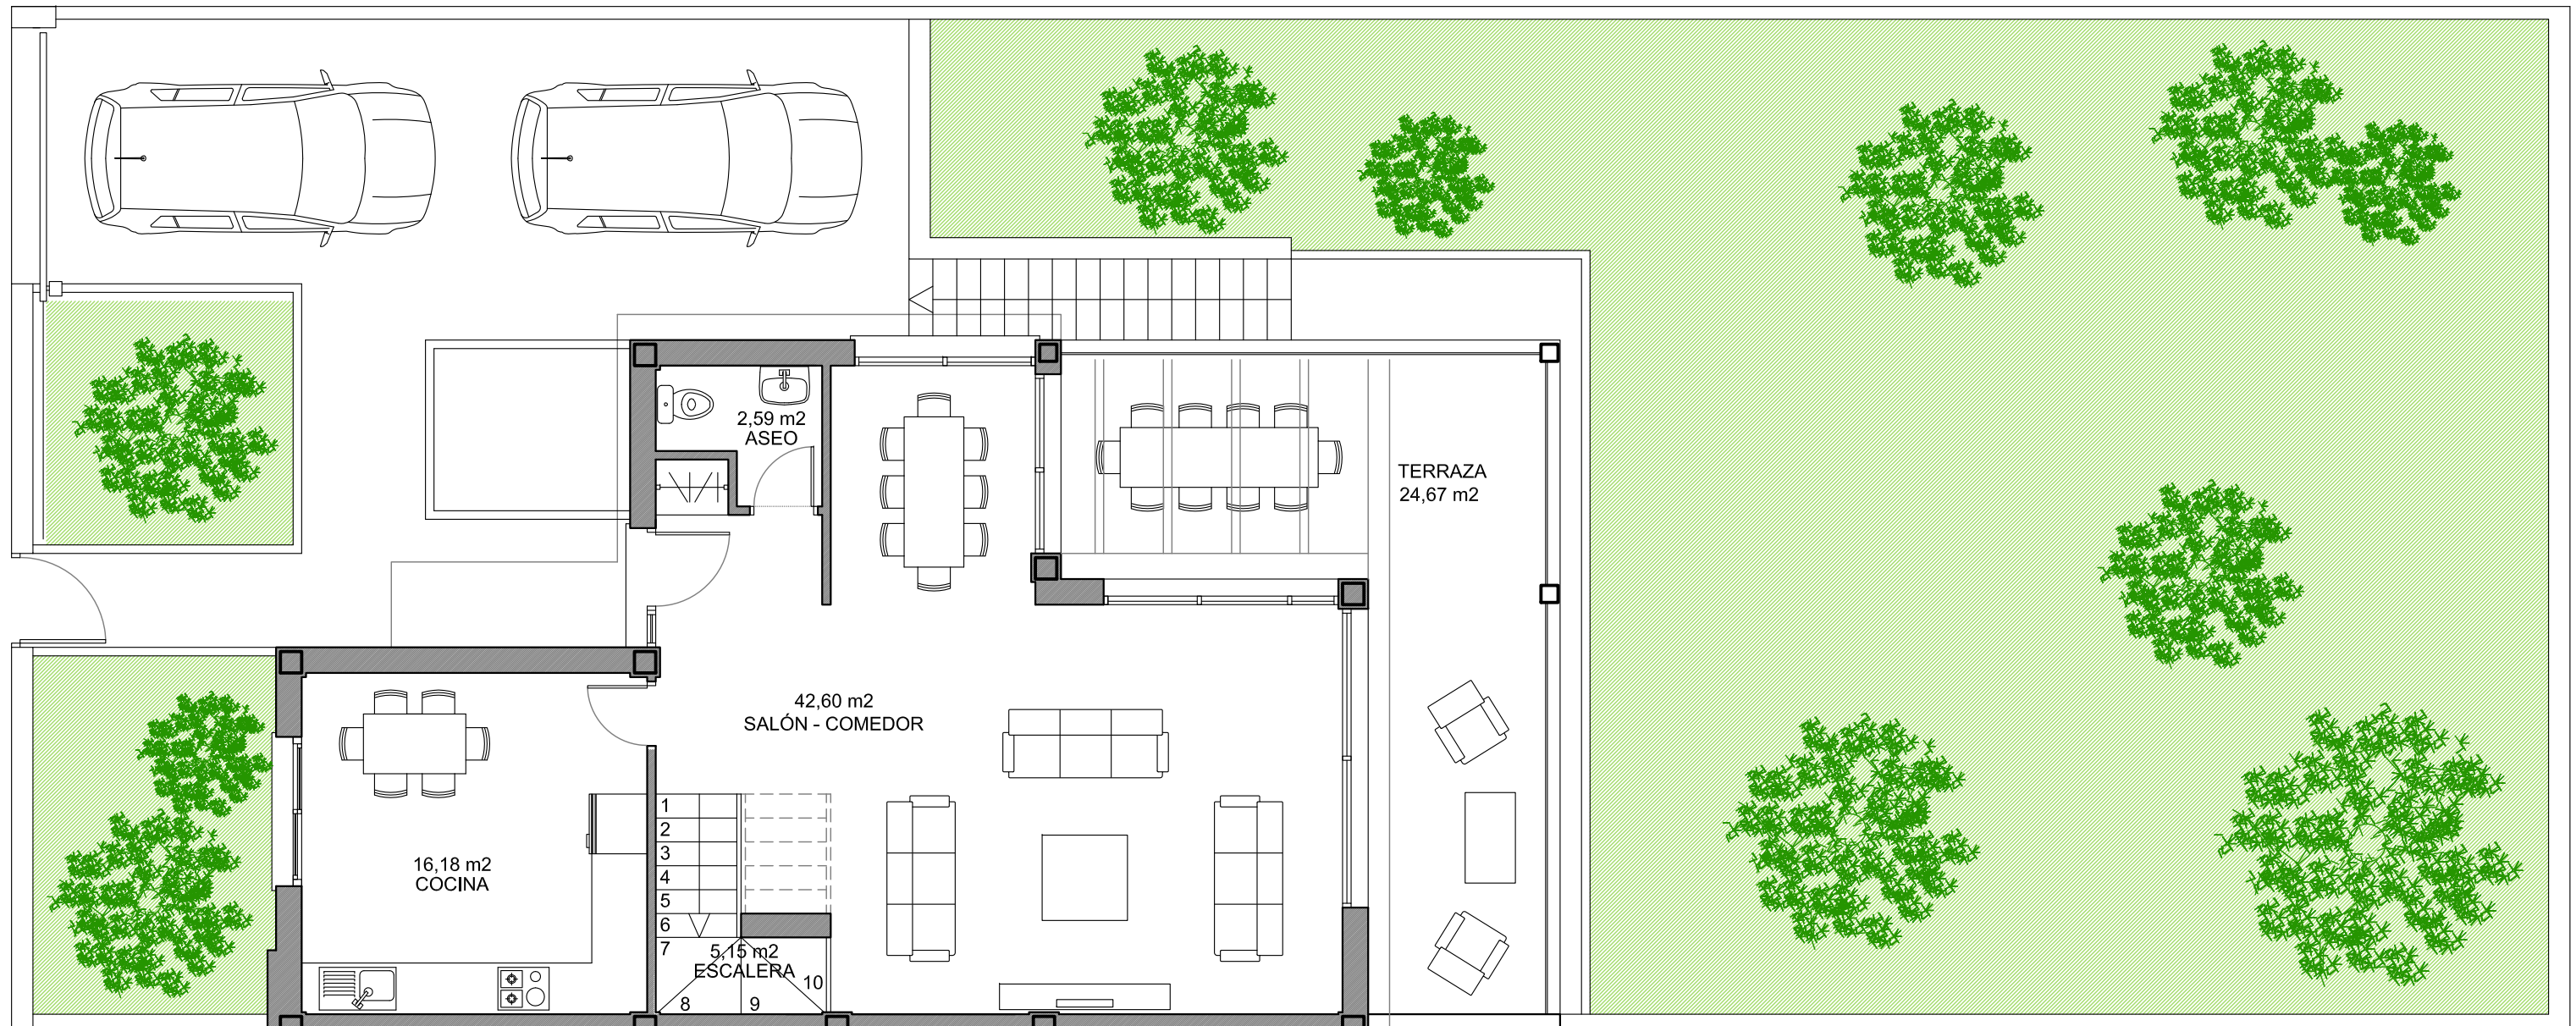 2,59 m2
ASEO
TERRAZA
24,67 m2
42,60 m2
SALÓN - COMEDOR
16,18 m2
COCINA
1
2
3
4
5
6
7
5,15 m2
ESCALERA
8
9
10